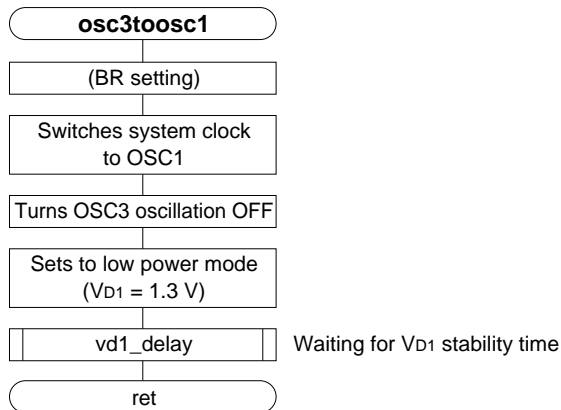 osc3toosc1
(BR setting)
Switches system clock
to OSC1
Turns OSC3 oscillation OFF
Sets to low power mode
(VD1 = 1.3 V)
vd1_delay Waiting for VD1 stability time
ret